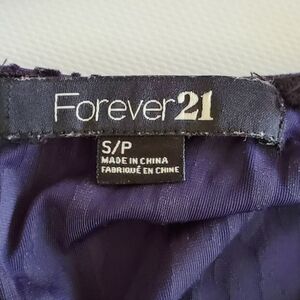 Forever21
S/P
MADE IN CHINA
FABRIQUÉ EN CHINE